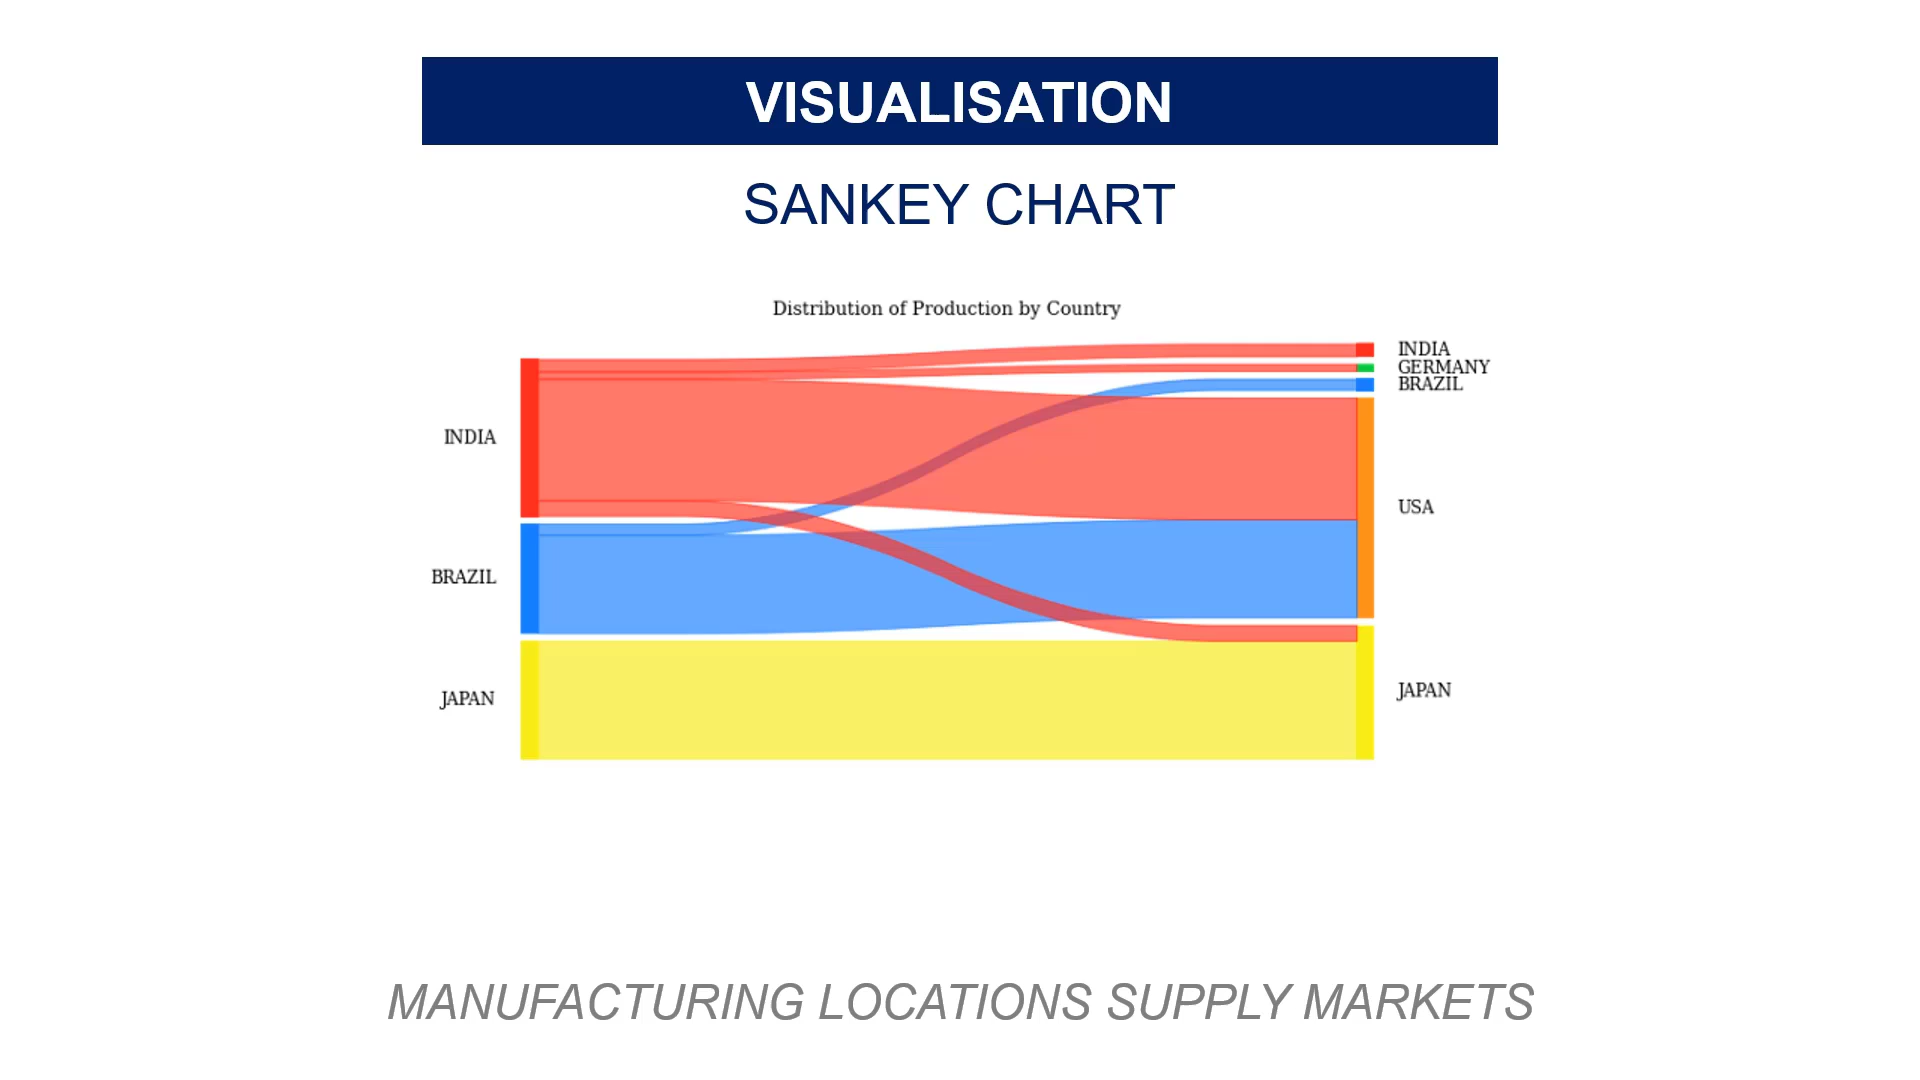 VISUALISATION
SANKEY CHART
Distribution of Production by Country
INDIA
GERMANY
BRAZIL
INDIA
USA
BRAZIL
JAPAN
JAPAN
MANUFACTURING LOCATIONS SUPPLY MARKETS